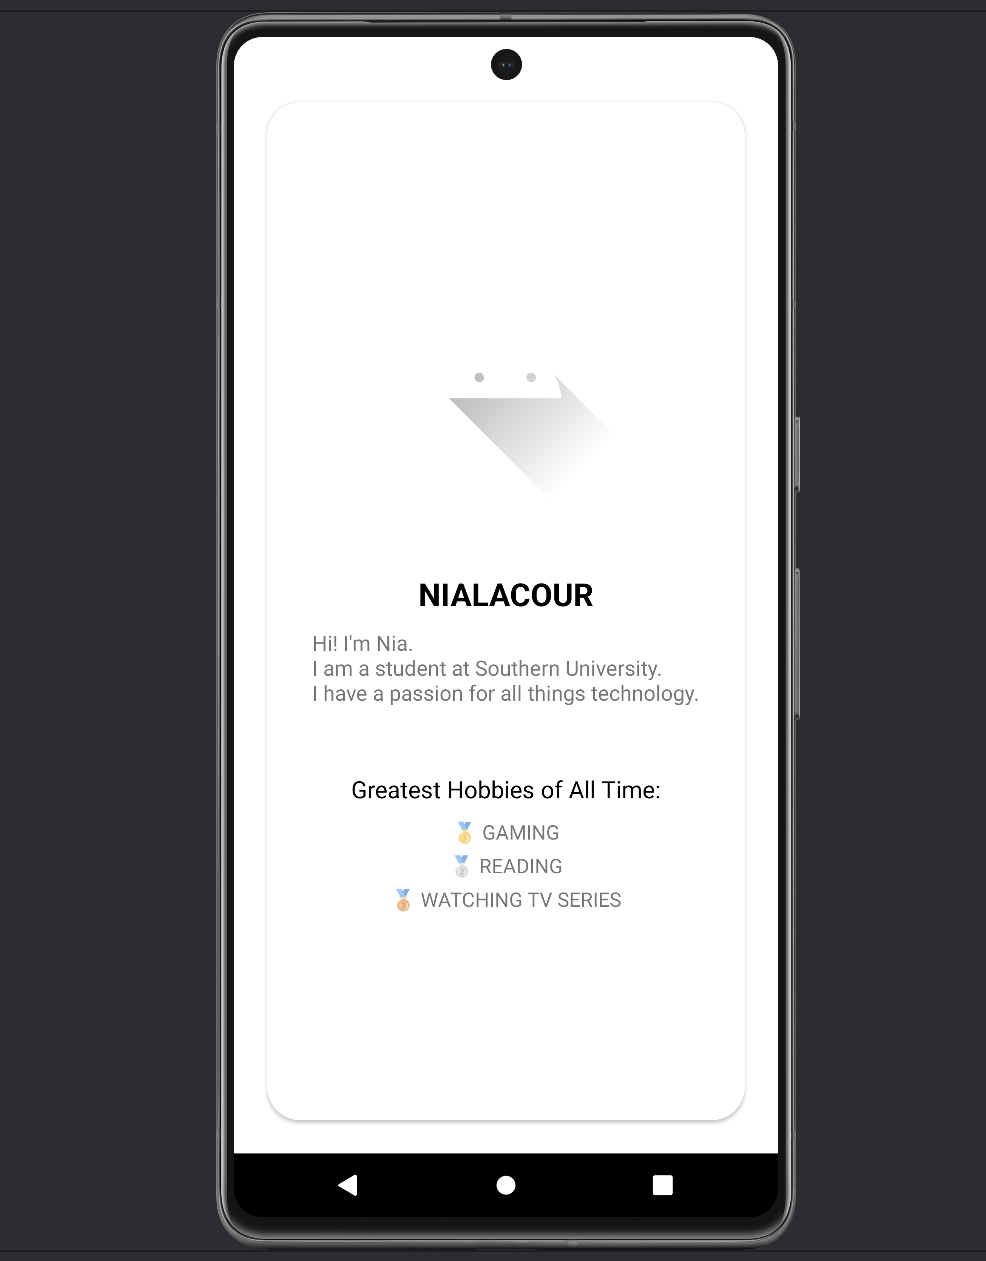 NIALACOUR
Hi! I'm Nia.
I am a student at Southern University.
I have a passion for all things technology.
Greatest Hobbies of All Time:
🥇 GAMING
🥈 READING
🥉 WATCHING TV SERIES